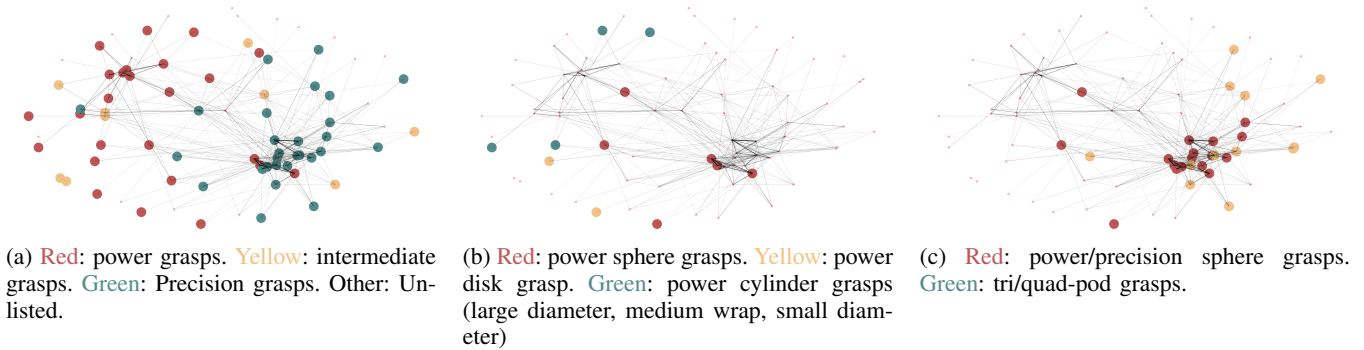 (a) Red: power grasps. Yellow: intermediate
grasps. Green: Precision grasps. Other: Un-
listed.
(b) Red: power sphere grasps. Yellow: power
disk grasp. Green: power cylinder grasps
(large diameter, medium wrap, small diam-
eter)
(c) Red: power/precision sphere grasps.
Green: tri/quad-pod grasps.